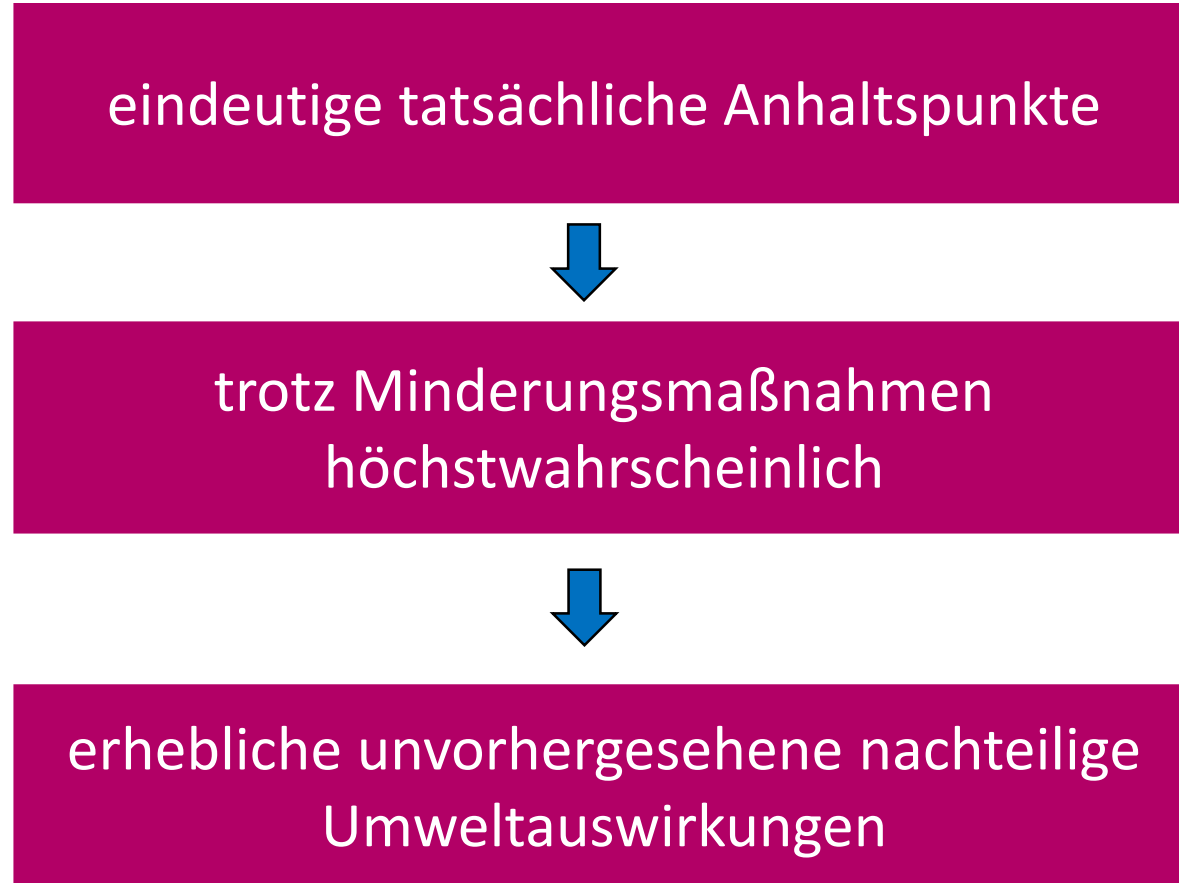 eindeutige tatsächliche Anhaltspunkte
trotz Minderungsmaßnahmen
höchstwahrscheinlich
erhebliche unvorhergesehene nachteilige
Umweltauswirkungen